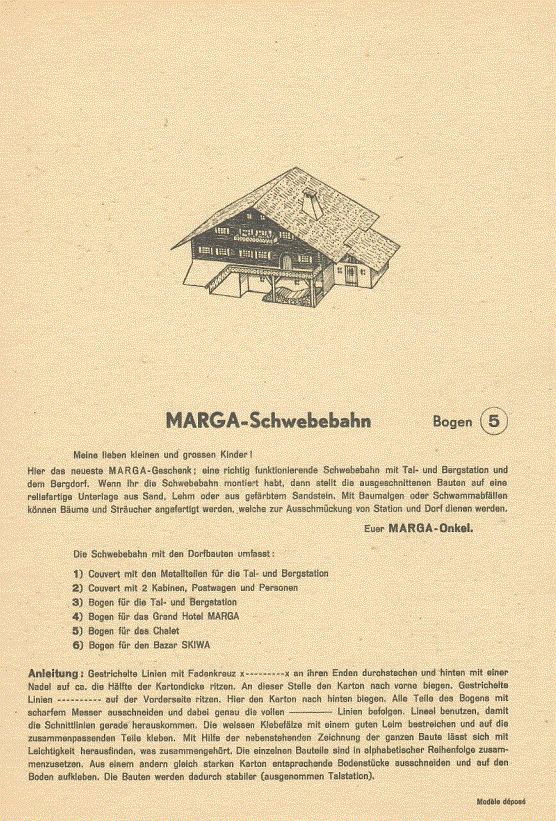 MARGA-Schwebebahn Bogen 5
Meine lieben kleinen und grossen Kinder!
Hier das neueste MARGA-Geschenk; eine richtig funktionierende Schwebebahn mit Tal- und Bergstation und
dem Bergdorf. Wenn Ihr die Schwebebahn montiert habt, dann stellt die ausgeschnittenen Bauten auf eine
reliefartige Unterlage aus Sand, Lehm oder aus gefärbtem Sandstein. Mit Baumalgen oder Schwammabfällen
können Bäume und Sträucher angefertigt werden, welche zur Ausschmückung von Station und Dorf dienen werden.
Euer MARGA-Onkel.
Die Schwebebahn mit den Dorfbauten umfasst:
1) Couvert mit den Metallteilen für die Tal- und Bergstation
2) Couvert mit 2 Kabinen, Postwagen und Personen
3) Bogen für die Tal- und Bergstation
4) Bogen für das Grand Hotel MARGA
5) Bogen für das Chalet
6) Bogen für den Bazar SKIWA
Anleitung: Gestrichelte Linien mit Fadenkreuz x---------x an ihren Enden durchstechen und hinten mit einer
Nadel auf ca. die Hälfte der Kartondicke ritzen. An dieser Stelle den Karton nach vorne biegen. Gestrichelte
Linien ---------- auf der Vorderseite ritzen. Hier den Karton nach hinten biegen. Alle Teile des Bogens mit
scharfem Messer ausschneiden und dabei genau die vollen ———— Linien befolgen. Lineal benutzen, damit
die Schnittlinien gerade herauskommen. Die weissen Klebefälze mit einem guten Leim bestreichen und auf die
zusammenpassenden Teile kleben. Mit Hilfe der nebenstehenden Zeichnung der ganzen Baute lässt sich mit
Leichtigkeit herausfinden, was zusammengehört. Die einzelnen Bauteile sind in alphabetischer Reihenfolge zusam-
menzusetzen. Aus einem andern gleich starken Karton entsprechende Bodenstücke ausschneiden und auf den
Boden aufkleben. Die Bauten werden dadurch stabiler (ausgenommen Talstation).
Modèle déposé